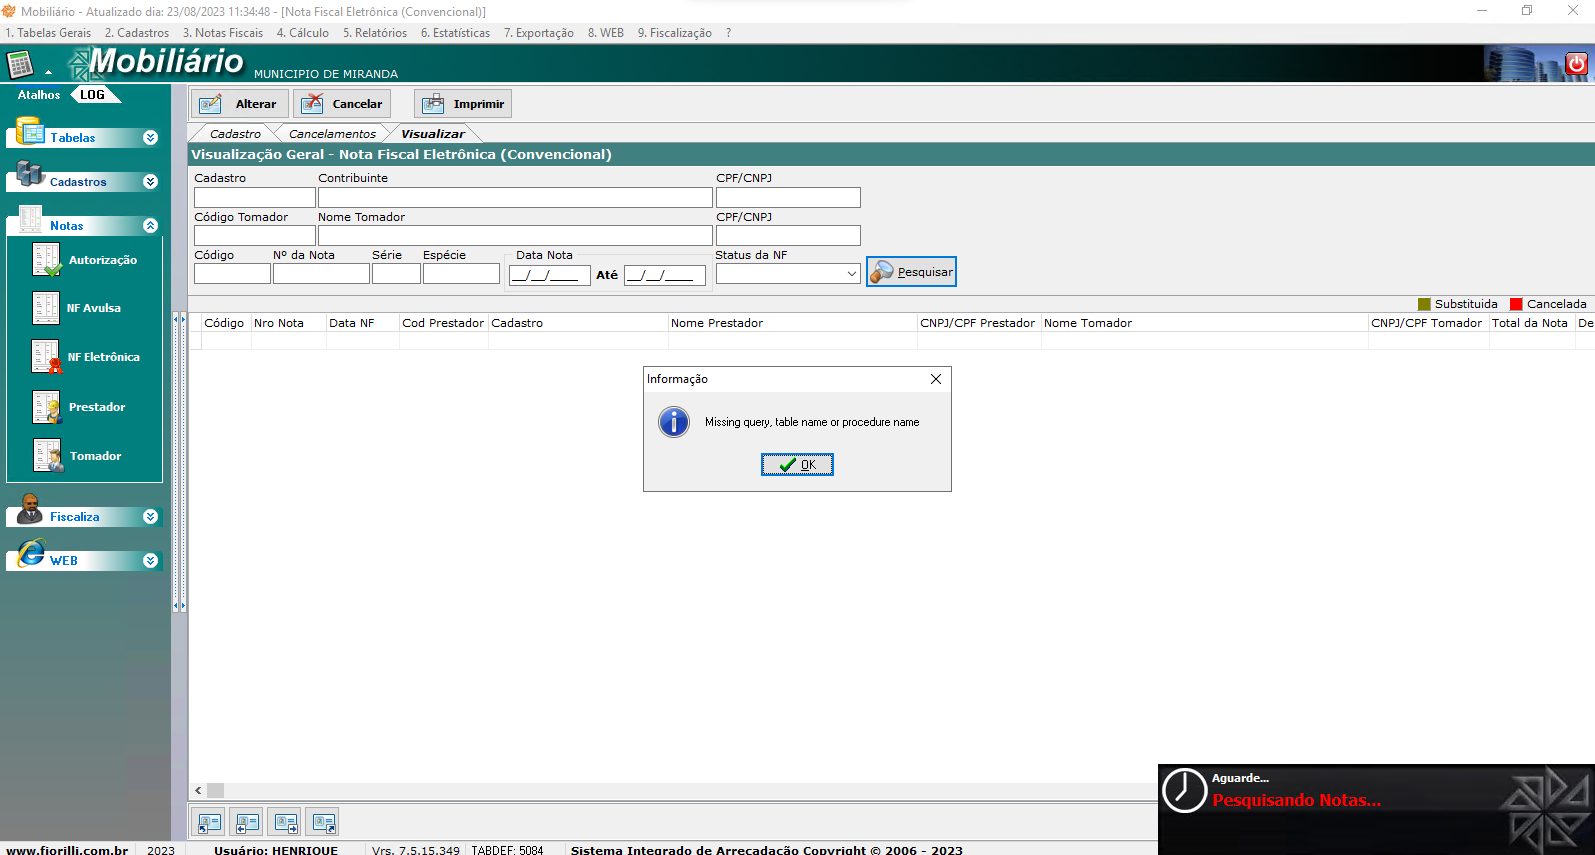 Mobiliário - Atualizado dia: 23/08/2023 11:34:48 - [Nota Fiscal Eletrônica (Convencional)]
1. Tabelas Gerais 2. Cadastros 3. Notas Fiscais 4. Cálculo 5. Relatórios 6. Estatísticas 7. Exportação 8. WEB 9. Fiscalização ?
Mobiliário MUNICIPIO DE MIRANDA
Atalhos LOG
Tabelas
Cadastros
Notas
Autorização
NF Avulsa
NF Eletrônica
Prestador
Tomador
Fiscaliza
WEB
Alterar Cancelar Imprimir
Cadastro Cancelamentos Visualizar
Visualização Geral - Nota Fiscal Eletrônica (Convencional)
Cadastro Contribuinte CPF/CNPJ
Código Tomador Nome Tomador CPF/CNPJ
Código Nº da Nota Série Espécie Data Nota Status da NF
__/__/____ Até __/__/____ Pesquisar
Substituida Cancelada
Código Nro Nota Data NF Cod Prestador Cadastro Nome Prestador CNPJ/CPF Prestador Nome Tomador CNPJ/CPF Tomador Total da Nota De
Informação
Missing query, table name or procedure name
OK
Aguarde...
Pesquisando Notas...
www.fiorilli.com.br 2023 Usuário: HENRIQUE Vrs. 7.5.15.349 TABDEF: 5084 Sistema Integrado de Arrecadação Copyright © 2006 - 2023